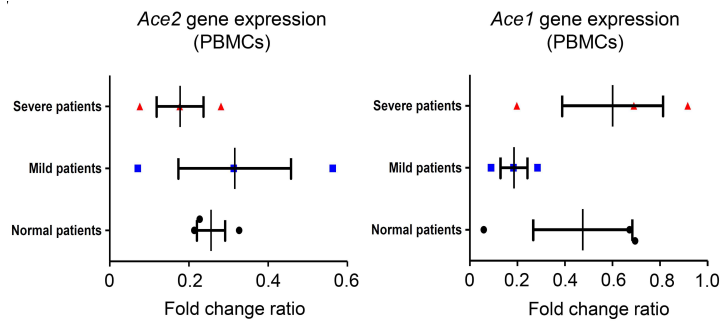 Ace2 gene expression
(PBMCs)
Severe patients
Mild patients
Normal patients
0 0.2 0.4 0.6
Fold change ratio
Ace1 gene expression
(PBMCs)
Severe patients
Mild patients
Normal patients
0 0.2 0.4 0.6 0.8 1.0
Fold change ratio